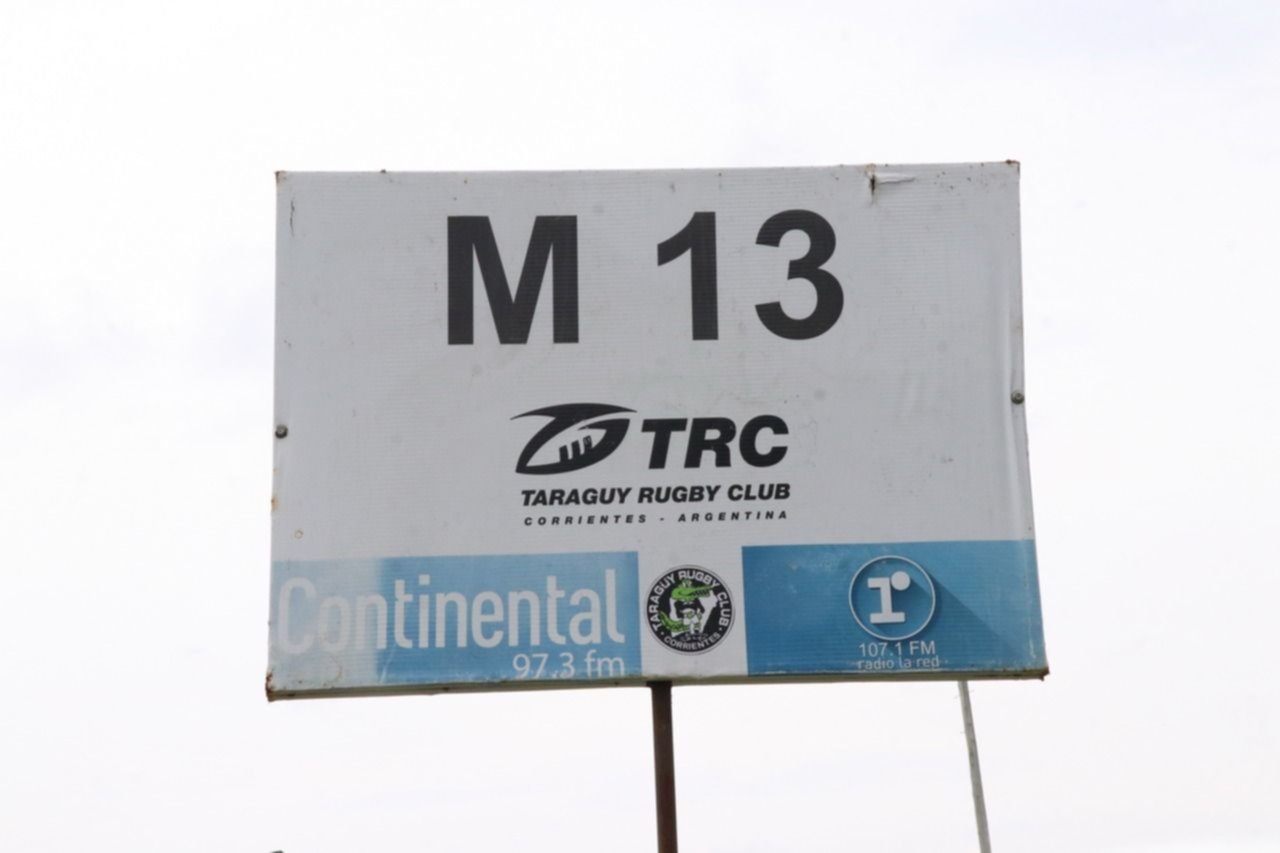 M 13
TRC
TARAGUY RUGBY CLUB
CORRIENTES - ARGENTINA
Continental
97.3 fm
TARAGUY RUGBY CLUB
CORRIENTES
r
107.1 FM
radio la red